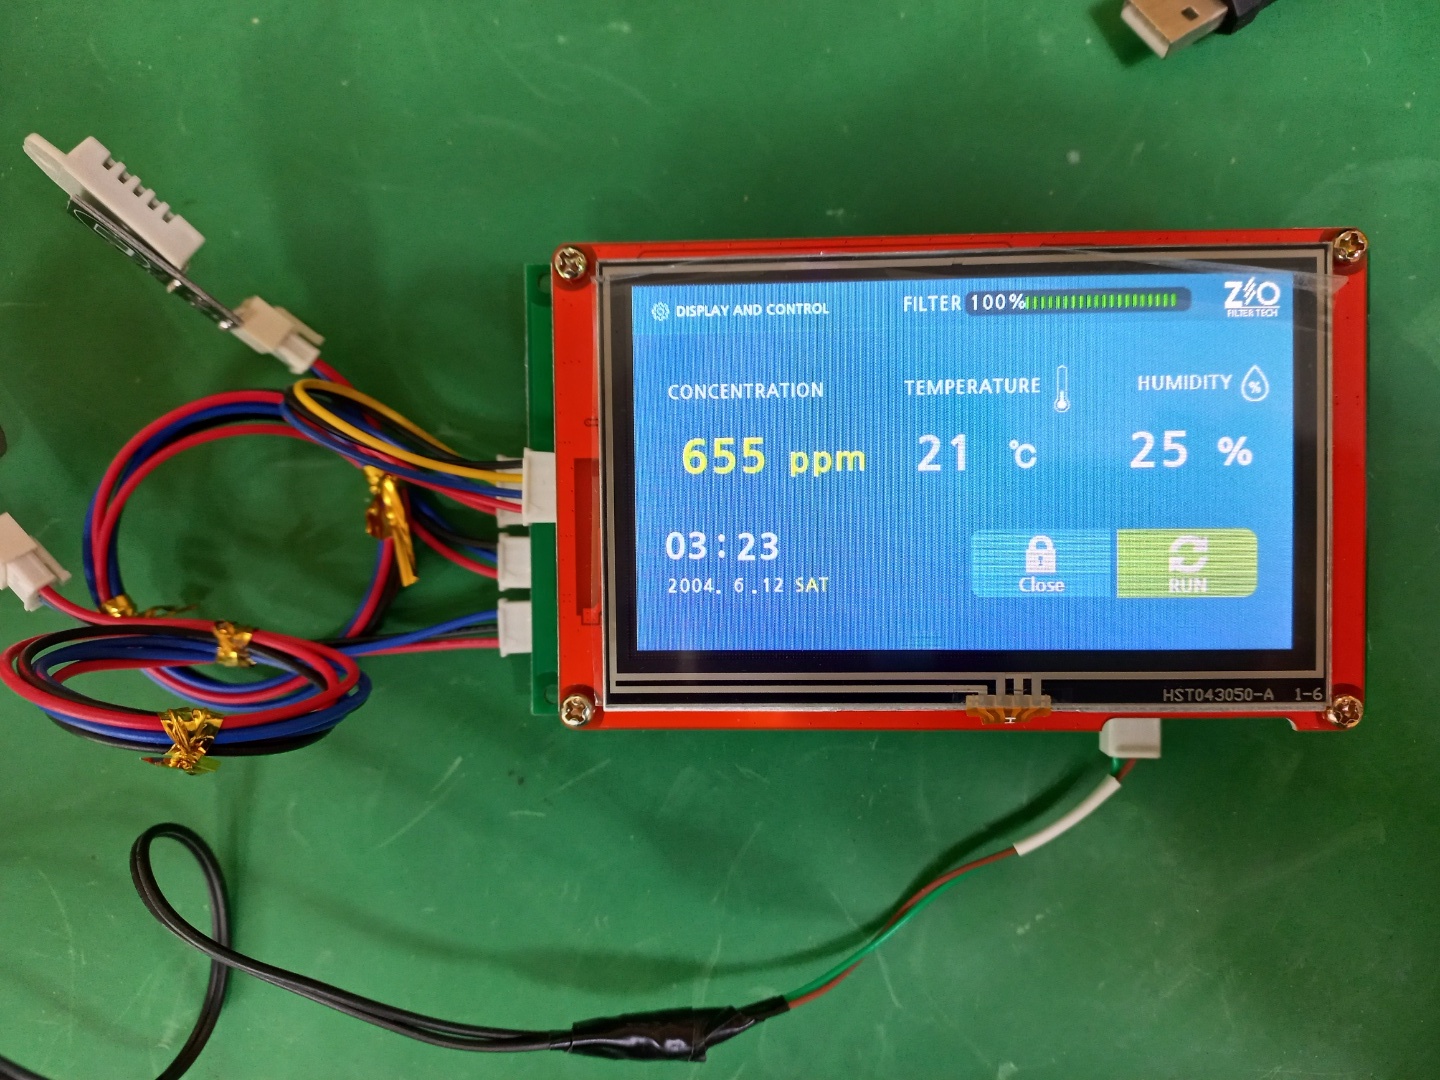 DISPLAY AND CONTROL
FILTER 100%
ZIO
FILTER TECH
CONCENTRATION
TEMPERATURE
HUMIDITY %
655 ppm
21 ℃
25 %
03:23
2004. 6.12 SAT
Close
RUN
HST043050-A 1-6